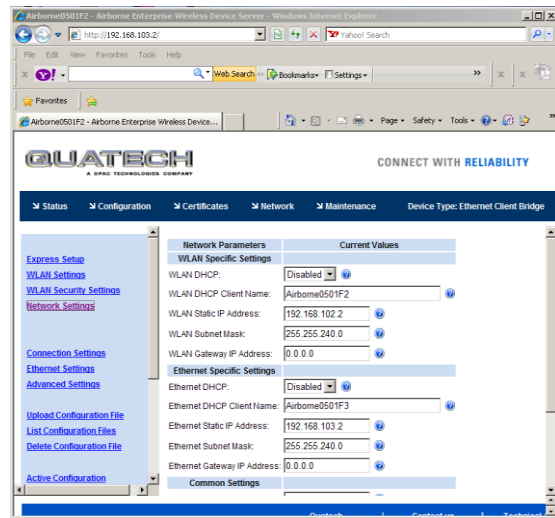 Airborne0501F2 - Airborne Enterprise Wireless Device Server - Windows Internet Explorer
http://192.168.103.2/
Yahoo! Search
File Edit View Favorites Tools Help
Web Search Bookmarks Settings
Favorites
Airborne0501F2 - Airborne Enterprise Wireless Device... Page Safety Tools
QUATECH
A DPAC TECHNOLOGIES COMPANY
CONNECT WITH RELIABILITY
Status Configuration Certificates Network Maintenance Device Type: Ethernet Client Bridge
Express Setup
WLAN Settings
WLAN Security Settings
Network Settings
Connection Settings
Ethernet Settings
Advanced Settings
Upload Configuration File
List Configuration Files
Delete Configuration File
Active Configuration
Network Parameters Current Values
WLAN Specific Settings
WLAN DHCP: Disabled
WLAN DHCP Client Name: Airborne0501F2
WLAN Static IP Address: 192.168.102.2
WLAN Subnet Mask: 255.255.240.0
WLAN Gateway IP Address: 0.0.0.0
Ethernet Specific Settings
Ethernet DHCP: Disabled
Ethernet DHCP Client Name: Airborne0501F3
Ethernet Static IP Address: 192.168.103.2
Ethernet Subnet Mask: 255.255.240.0
Ethernet Gateway IP Address: 0.0.0.0
Common Settings